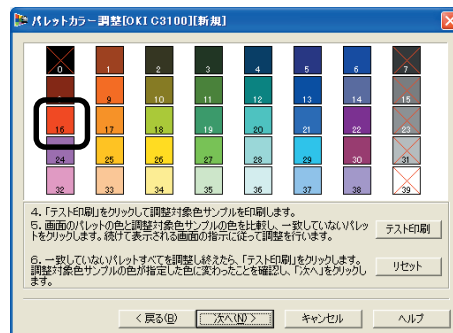 パレットカラー調整[OKI C3100][新規]
0 1 2 3 4 5 6 7
9 10 11 12 13 14 15
16 17 18 19 20 21 22 23
24 25 26 27 28 29 30 31
32 33 34 35 36 37 38 39
4. 「テスト印刷」をクリックして調整対象色サンプルを印刷します。
5. 画面のパレットの色と調整対象色サンプルの色を比較し、一致していないパレッ
トをクリックします。続けて表示される画面の指示に従って調整を行います。
テスト印刷
6. 一致していないパレットすべてを調整し終えたら、「テスト印刷」をクリックします。
調整対象色サンプルの色が指定した色に変わったことを確認し、「次へ」をクリックし
ます。
リセット
< 戻る(B) 次へ(N) > キャンセル ヘルプ